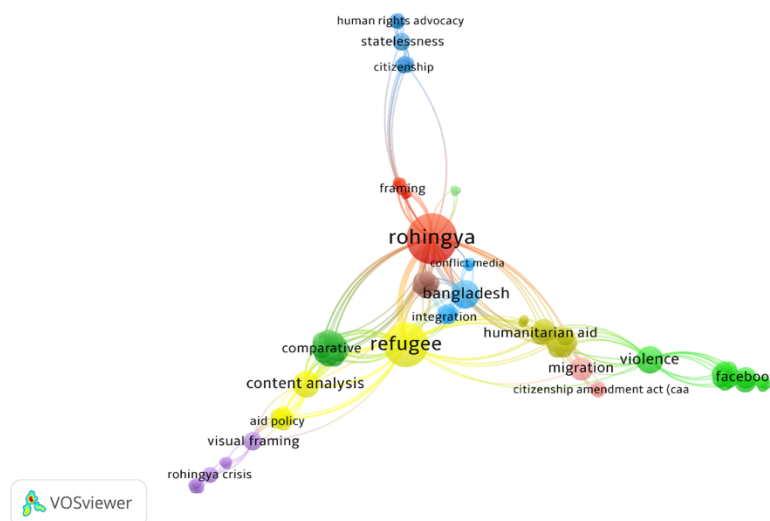 human rights advocacy
statelessness
citizenship
framing
rohingya
conflict media
bangladesh
integration
humanitarian aid
comparative
refugee
violence
migration
faceboo
content analysis
citizenship amendment act (caa
aid policy
visual framing
rohingya crisis
VOSviewer